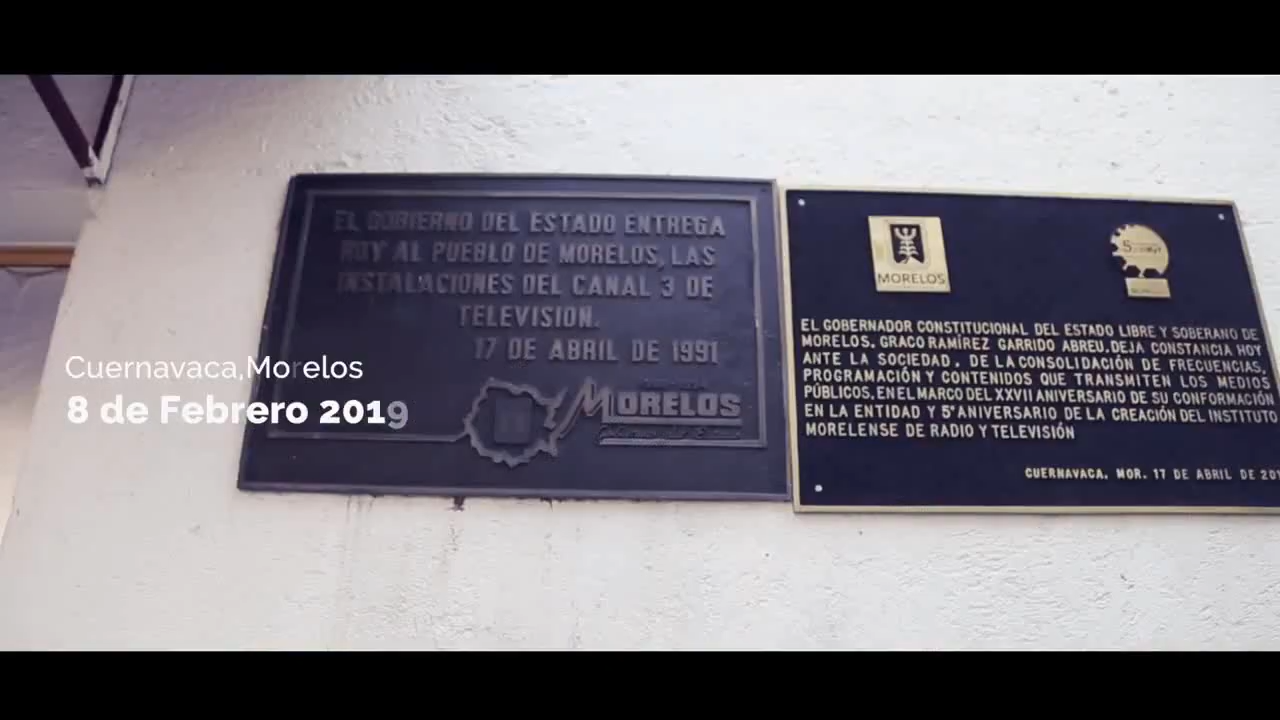 EL GOBIERNO DEL ESTADO ENTREGA
HOY AL PUEBLO DE MORELOS, LAS
INSTALACIONES DEL CANAL 3 DE
TELEVISION.
17 DE ABRIL DE 1991
MORELOS
MORELOS
EL GOBERNADOR CONSTITUCIONAL DEL ESTADO LIBRE Y SOBERANO DE
MORELOS, GRACO RAMÍREZ GARRIDO ABREU, DEJA CONSTANCIA HOY
ANTE LA SOCIEDAD, DE LA CONSOLIDACIÓN DE FRECUENCIAS,
PROGRAMACIÓN Y CONTENIDOS QUE TRANSMITEN LOS MEDIOS
PÚBLICOS, EN EL MARCO DEL XXVII ANIVERSARIO DE SU CONFORMACIÓN
EN LA ENTIDAD Y 5º ANIVERSARIO DE LA CREACIÓN DEL INSTITUTO
MORELENSE DE RADIO Y TELEVISIÓN
CUERNAVACA, MOR. 17 DE ABRIL DE 201
Cuernavaca,Morelos
8 de Febrero 2019